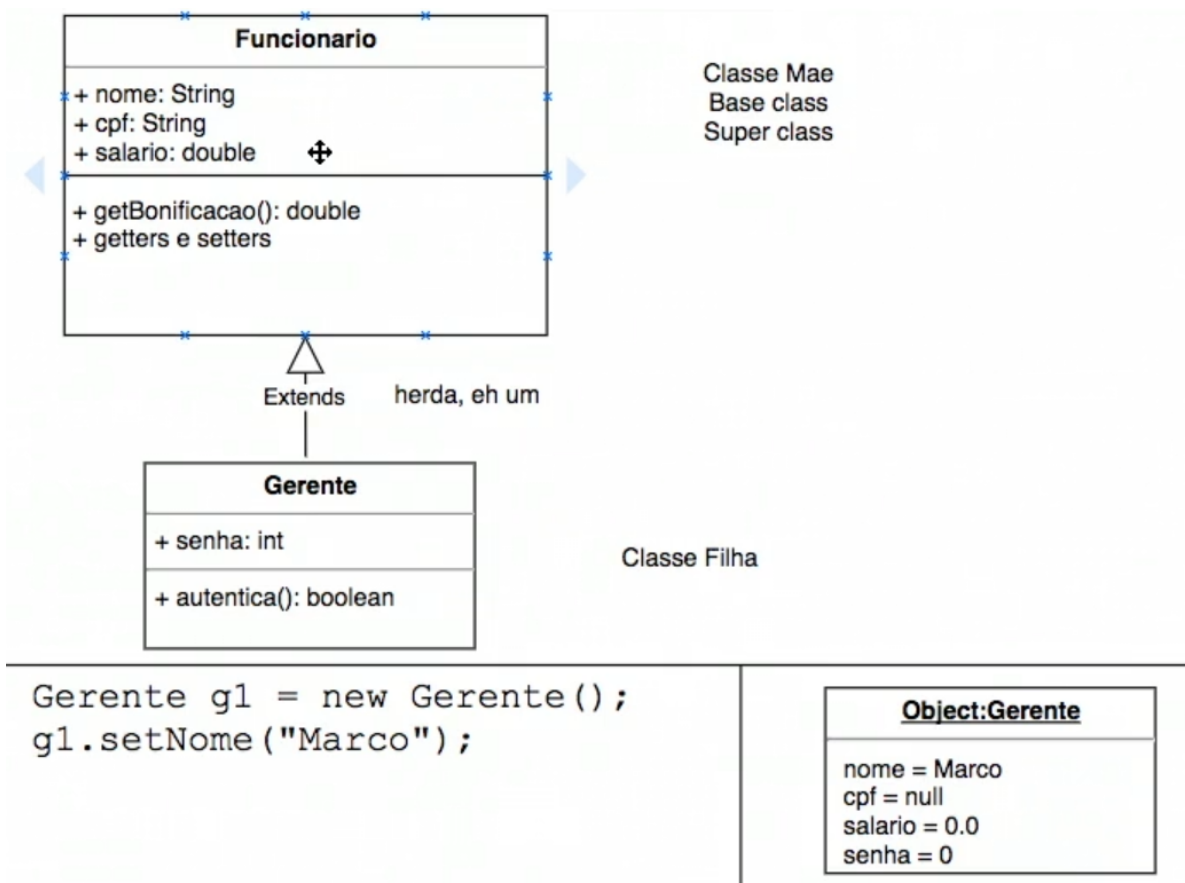 Funcionario
+ nome: String
+ cpf: String
+ salario: double
+ getBonificacao(): double
+ getters e setters
Classe Mae
Base class
Super class
Extends
herda, eh um
Gerente
+ senha: int
+ autentica(): boolean
Classe Filha
Gerente g1 = new Gerente();
g1.setNome("Marco");
Object:Gerente
nome = Marco
cpf = null
salario = 0.0
senha = 0